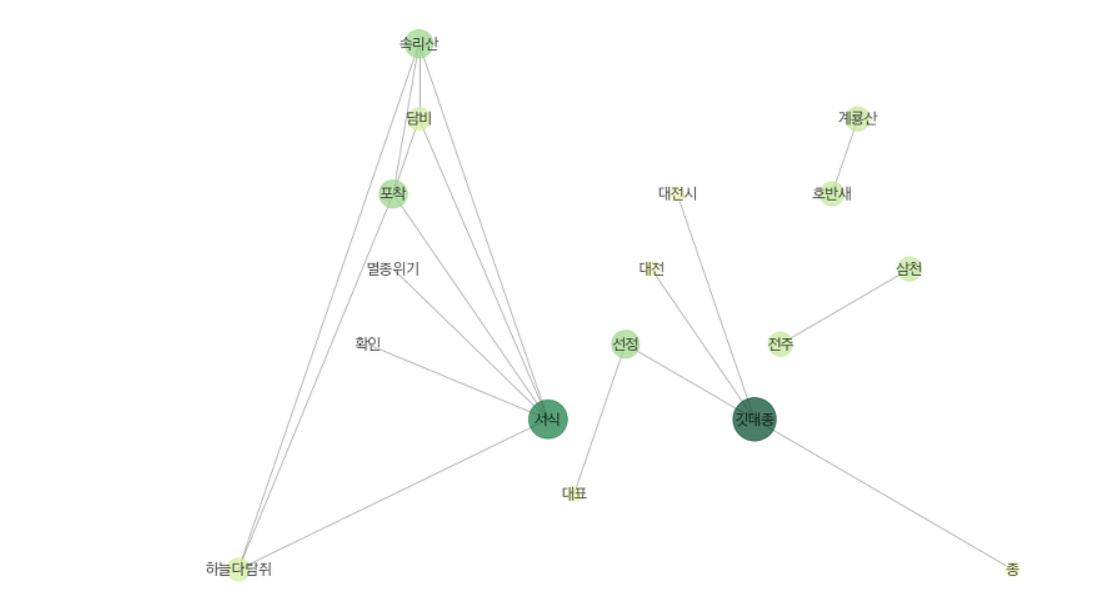 속리산
담비
계룡산
포착
대전시
호반새
멸종위기
대전
삼천
확인
선정
전주
서식
깃대종
대표
하늘다람쥐
종